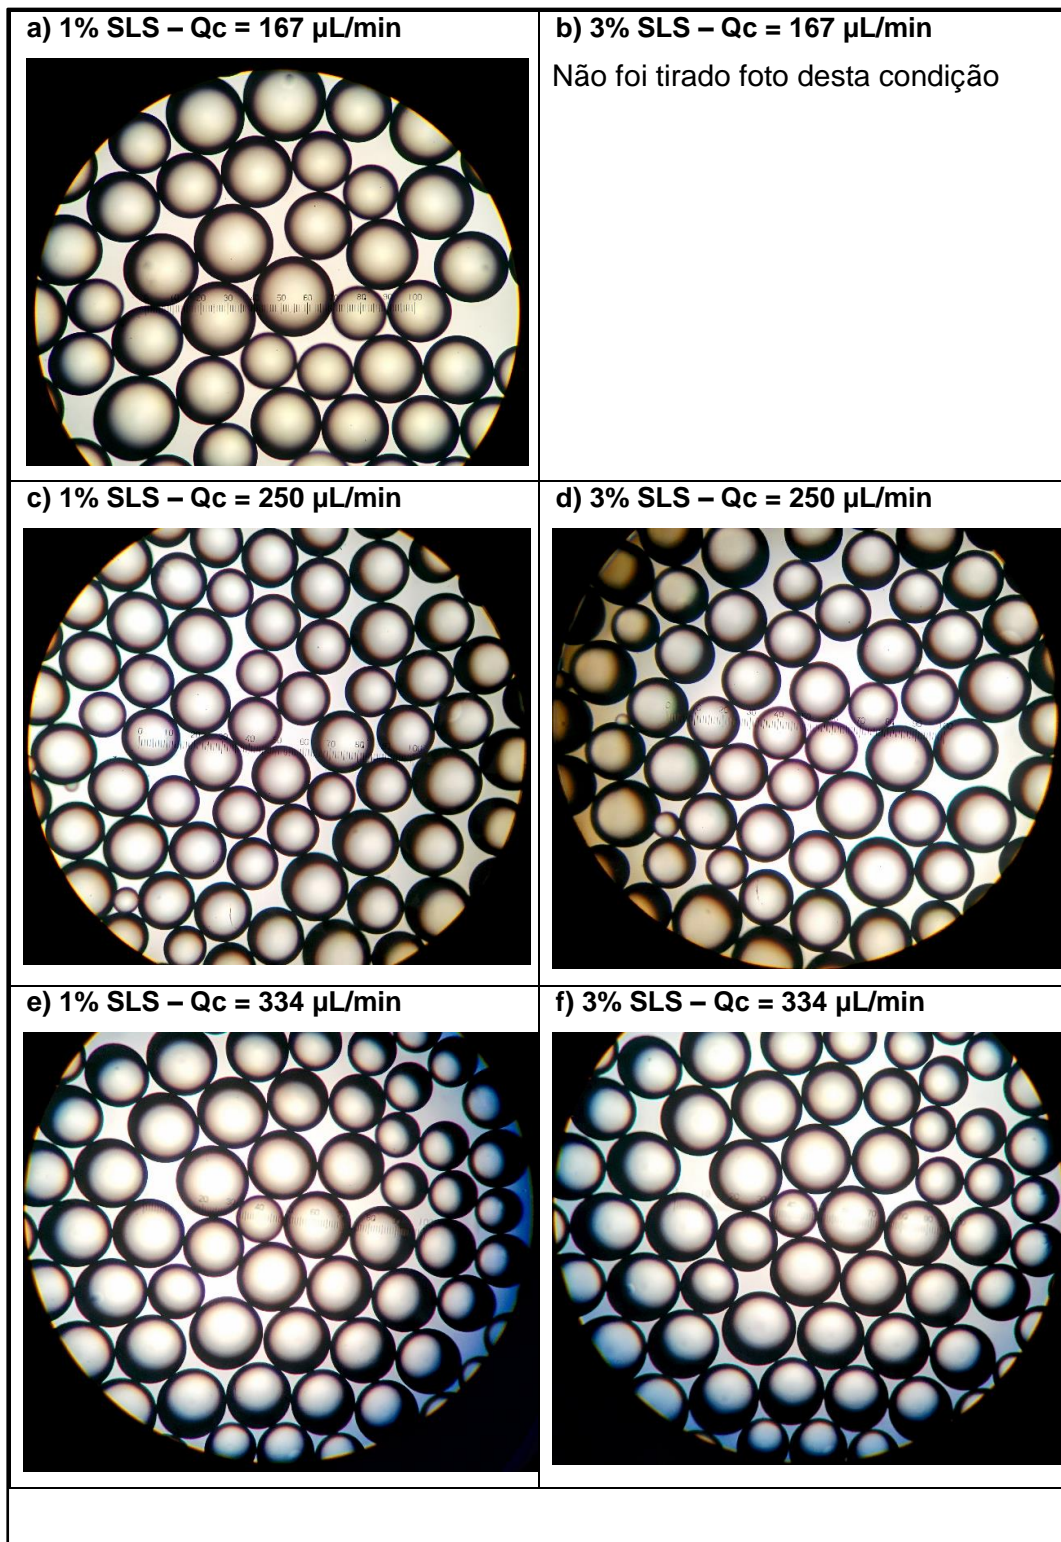 a) 1% SLS – Qc = 167 µL/min
b) 3% SLS – Qc = 167 µL/min
Não foi tirado foto desta condição
c) 1% SLS – Qc = 250 µL/min
d) 3% SLS – Qc = 250 µL/min
e) 1% SLS – Qc = 334 µL/min
f) 3% SLS – Qc = 334 µL/min